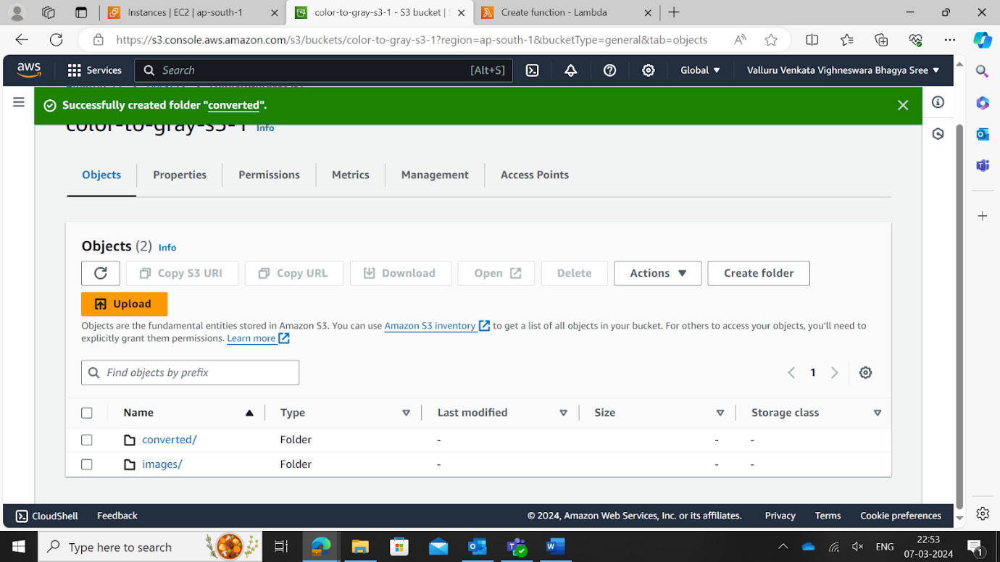 Instances | EC2 | ap-south-1
color-to-gray-s3-1 - S3 bucket | S
Create function - Lambda
https://s3.console.aws.amazon.com/s3/buckets/color-to-gray-s3-1?region=ap-south-1&bucketType=general&tab=objects
aws
Services
Search
[Alt+S]
Global
Valluru Venkata Vighneswara Bhagya Sree
Successfully created folder "converted".
color-to-gray-s3-1
Info
Objects
Properties
Permissions
Metrics
Management
Access Points
Objects (2)
Info
Copy S3 URI
Copy URL
Download
Open
Delete
Actions
Create folder
Upload
Objects are the fundamental entities stored in Amazon S3. You can use Amazon S3 inventory to get a list of all objects in your bucket. For others to access your objects, you'll need to
explicitly grant them permissions. Learn more
Find objects by prefix
1
Name
Type
Last modified
Size
Storage class
converted/
Folder
-
-
-
images/
Folder
-
-
-
CloudShell
Feedback
© 2024, Amazon Web Services, Inc. or its affiliates.
Privacy
Terms
Cookie preferences
Type here to search
ENG
22:53
07-03-2024
1